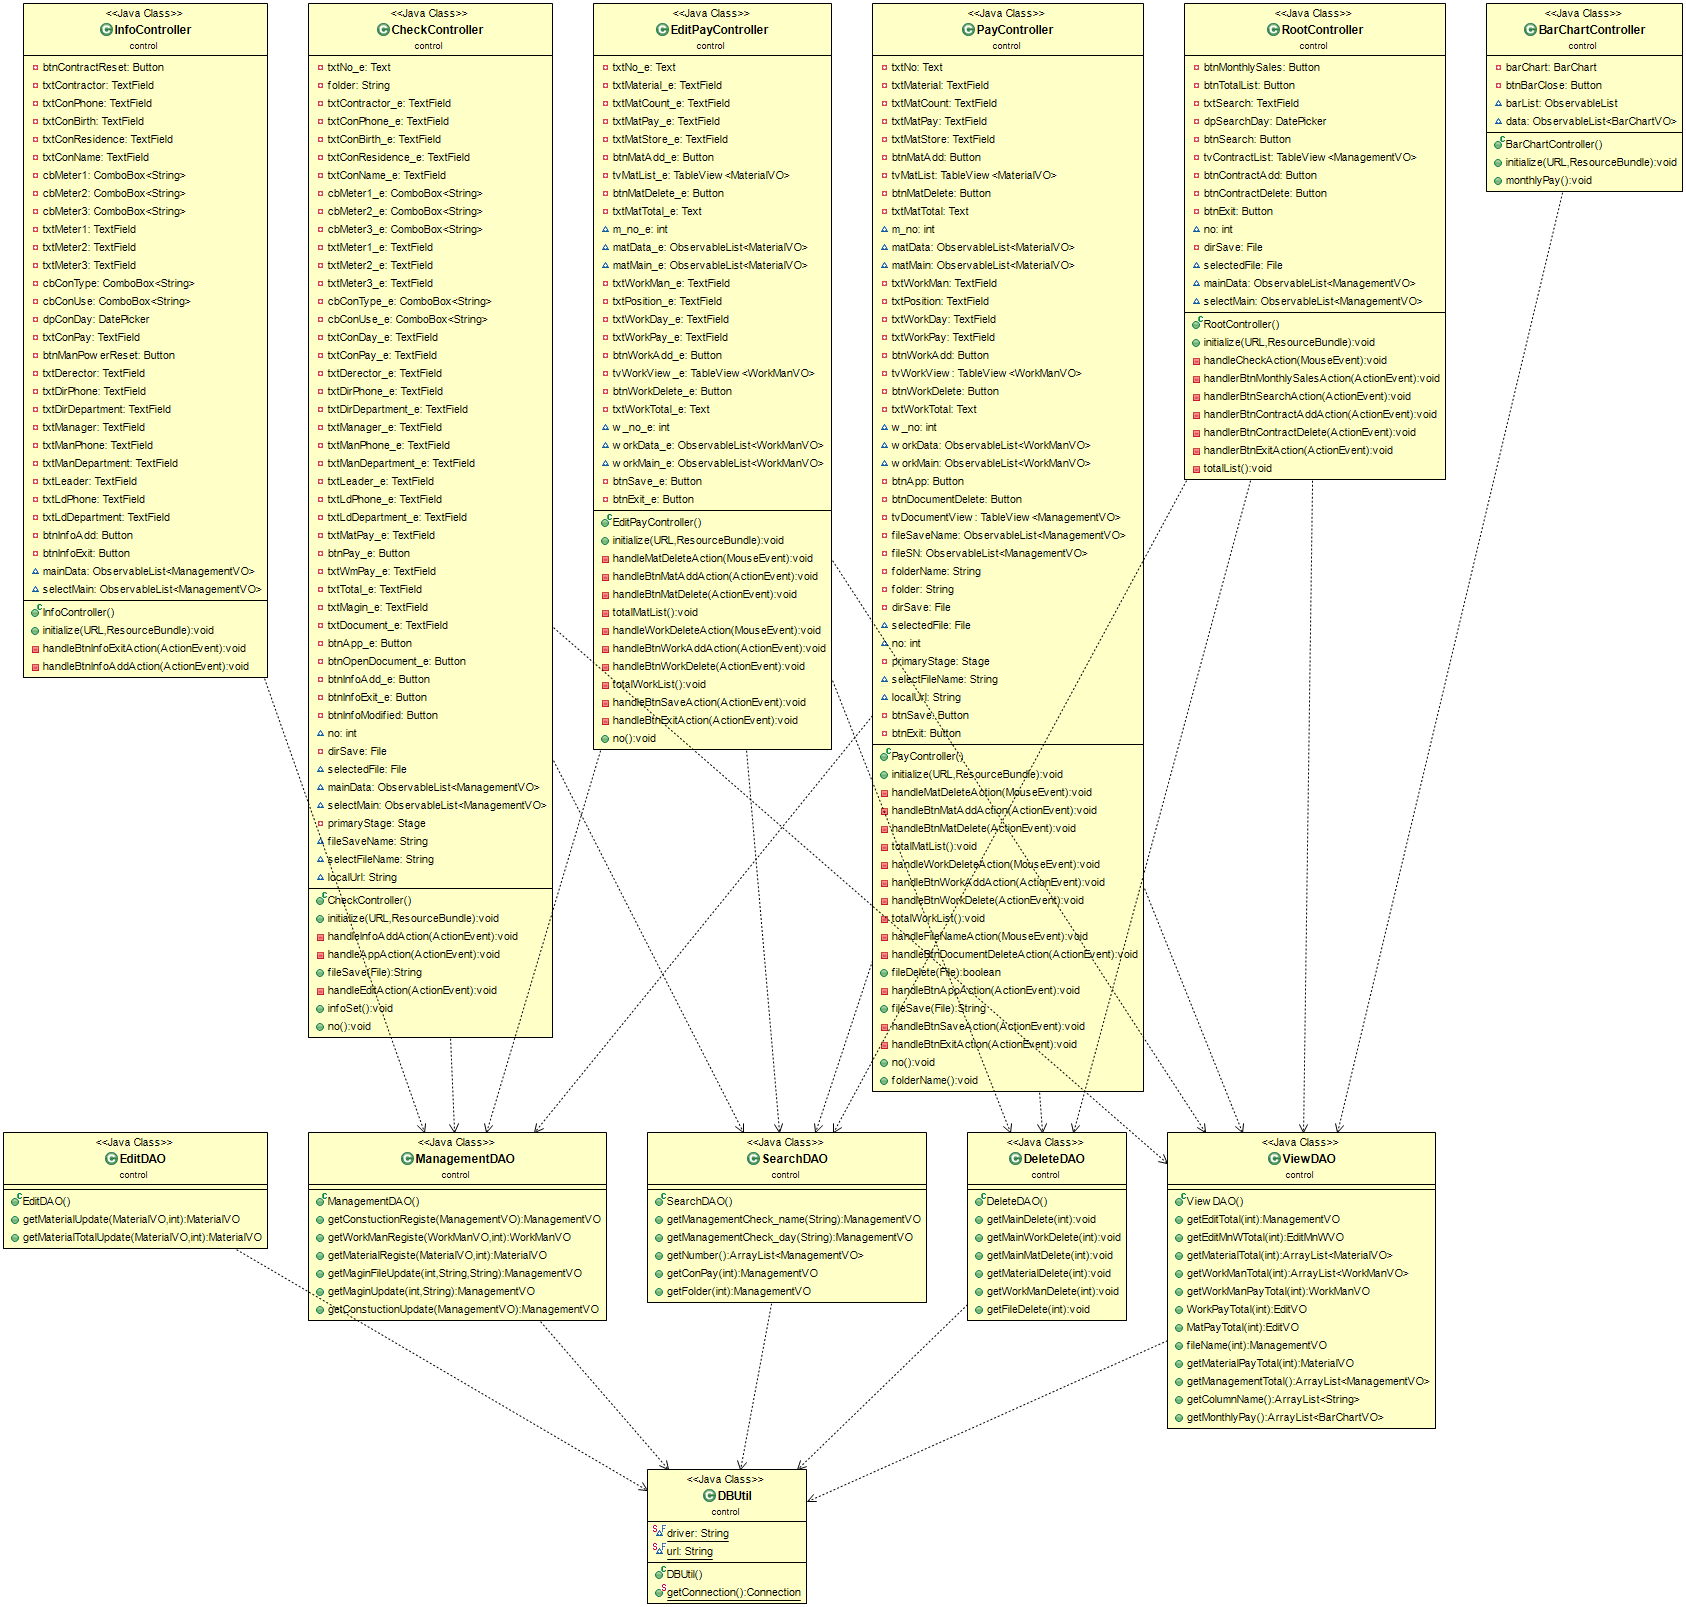 <<Java Class>>
InfoController
control
btnContractReset: Button
txtContractor: TextField
txtConPhone: TextField
txtConBirth: TextField
txtConResidence: TextField
txtConName: TextField
cbMeter1: ComboBox<String>
cbMeter2: ComboBox<String>
cbMeter3: ComboBox<String>
txtMeter1: TextField
txtMeter2: TextField
txtMeter3: TextField
cbConType: ComboBox<String>
cbConUse: ComboBox<String>
dpConDay: DatePicker
txtConPay: TextField
btnManPowerReset: Button
txtDerector: TextField
txtDirPhone: TextField
txtDirDepartment: TextField
txtManager: TextField
txtManPhone: TextField
txtManDepartment: TextField
txtLeader: TextField
txtLdPhone: TextField
txtLdDepartment: TextField
btnInfoAdd: Button
btnInfoExit: Button
mainData: ObservableList<ManagementVO>
selectMain: ObservableList<ManagementVO>
InfoController()
initialize(URL,ResourceBundle):void
handleBtnInfoExitAction(ActionEvent):void
handleBtnInfoAddAction(ActionEvent):void
<<Java Class>>
CheckController
control
txtNo_e: Text
folder: String
txtContractor_e: TextField
txtConPhone_e: TextField
txtConBirth_e: TextField
txtConResidence_e: TextField
txtConName_e: TextField
cbMeter1_e: ComboBox<String>
cbMeter2_e: ComboBox<String>
cbMeter3_e: ComboBox<String>
txtMeter1_e: TextField
txtMeter2_e: TextField
txtMeter3_e: TextField
cbConType_e: ComboBox<String>
cbConUse_e: ComboBox<String>
txtConDay_e: TextField
txtConPay_e: TextField
txtDerector_e: TextField
txtDirPhone_e: TextField
txtDirDepartment_e: TextField
txtManager_e: TextField
txtManPhone_e: TextField
txtManDepartment_e: TextField
txtLeader_e: TextField
txtLdPhone_e: TextField
txtLdDepartment_e: TextField
txtMatPay_e: TextField
btnPay_e: Button
txtWmPay_e: TextField
txtTotal_e: TextField
txtMagin_e: TextField
txtDocument_e: TextField
btnApp_e: Button
btnOpenDocument_e: Button
btnInfoAdd_e: Button
btnInfoExit_e: Button
btnInfoModified: Button
no: int
dirSave: File
selectedFile: File
mainData: ObservableList<ManagementVO>
selectMain: ObservableList<ManagementVO>
primaryStage: Stage
fileSaveName: String
selectFileName: String
localUrl: String
CheckController()
initialize(URL,ResourceBundle):void
handleInfoAddAction(ActionEvent):void
handleAppAction(ActionEvent):void
fileSave(File):String
handleEditAction(ActionEvent):void
infoSet():void
no():void
<<Java Class>>
EditPayController
control
txtNo_e: Text
txtMaterial_e: TextField
txtMatCount_e: TextField
txtMatPay_e: TextField
txtMatStore_e: TextField
btnMatAdd_e: Button
tvMatList_e: TableView<MaterialVO>
btnMatDelete_e: Button
txtMatTotal_e: Text
m_no_e: int
matData_e: ObservableList<MaterialVO>
matMain_e: ObservableList<MaterialVO>
txtWorkMan_e: TextField
txtPosition_e: TextField
txtWorkDay_e: TextField
txtWorkPay_e: TextField
btnWorkAdd_e: Button
tvWorkView_e: TableView<WorkManVO>
btnWorkDelete_e: Button
txtWorkTotal_e: Text
w_no_e: int
workData_e: ObservableList<WorkManVO>
workMain_e: ObservableList<WorkManVO>
btnSave_e: Button
btnExit_e: Button
EditPayController()
initialize(URL,ResourceBundle):void
handleMatDeleteAction(MouseEvent):void
handleBtnMatAddAction(ActionEvent):void
handleBtnMatDelete(ActionEvent):void
totalMatList():void
handleWorkDeleteAction(MouseEvent):void
handleBtnWorkAddAction(ActionEvent):void
handleBtnWorkDelete(ActionEvent):void
totalWorkList():void
handleBtnSaveAction(ActionEvent):void
handleBtnExitAction(ActionEvent):void
no():void
<<Java Class>>
PayController
control
txtNo: Text
txtMaterial: TextField
txtMatCount: TextField
txtMatPay: TextField
txtMatStore: TextField
btnMatAdd: Button
tvMatList: TableView<MaterialVO>
btnMatDelete: Button
txtMatTotal: Text
m_no: int
matData: ObservableList<MaterialVO>
matMain: ObservableList<MaterialVO>
txtWorkMan: TextField
txtPosition: TextField
txtWorkDay: TextField
txtWorkPay: TextField
btnWorkAdd: Button
tvWorkView: TableView<WorkManVO>
btnWorkDelete: Button
txtWorkTotal: Text
w_no: int
workData: ObservableList<WorkManVO>
workMain: ObservableList<WorkManVO>
btnApp: Button
btnDocumentDelete: Button
tvDocumentView: TableView<ManagementVO>
fileSaveName: ObservableList<ManagementVO>
fileSN: ObservableList<ManagementVO>
folderName: String
folder: String
dirSave: File
selectedFile: File
no: int
primaryStage: Stage
selectFileName: String
localUrl: String
btnSave: Button
btnExit: Button
PayController()
initialize(URL,ResourceBundle):void
handleMatDeleteAction(MouseEvent):void
handleBtnMatAddAction(ActionEvent):void
handleBtnMatDelete(ActionEvent):void
totalMatList():void
handleWorkDeleteAction(MouseEvent):void
handleBtnWorkAddAction(ActionEvent):void
handleBtnWorkDelete(ActionEvent):void
totalWorkList():void
handleFileNameAction(MouseEvent):void
handleBtnDocumentDeleteAction(ActionEvent):void
fileDelete(File):boolean
handleBtnAppAction(ActionEvent):void
fileSave(File):String
handleBtnSaveAction(ActionEvent):void
handleBtnExitAction(ActionEvent):void
no():void
folderName():void
<<Java Class>>
RootController
control
btnMonthlySales: Button
btnTotalList: Button
txtSearch: TextField
dpSearchDay: DatePicker
btnSearch: Button
tvContractList: TableView<ManagementVO>
btnContractAdd: Button
btnContractDelete: Button
btnExit: Button
no: int
dirSave: File
selectedFile: File
mainData: ObservableList<ManagementVO>
selectMain: ObservableList<ManagementVO>
RootController()
initialize(URL,ResourceBundle):void
handleCheckAction(MouseEvent):void
handlerBtnMonthlySalesAction(ActionEvent):void
handlerBtnSearchAction(ActionEvent):void
handlerBtnContractAddAction(ActionEvent):void
handlerBtnContractDelete(ActionEvent):void
handlerBtnExitAction(ActionEvent):void
totalList():void
<<Java Class>>
BarChartController
control
barChart: BarChart
btnBarClose: Button
barList: ObservableList
data: ObservableList<BarChartVO>
BarChartController()
initialize(URL,ResourceBundle):void
monthlyPay():void
<<Java Class>>
EditDAO
control
EditDAO()
getMaterialUpdate(MaterialVO,int):MaterialVO
getMaterialTotalUpdate(MaterialVO,int):MaterialVO
<<Java Class>>
ManagementDAO
control
ManagementDAO()
getConstuctionRegiste(ManagementVO):ManagementVO
getWorkManRegiste(WorkManVO,int):WorkManVO
getMaterialRegiste(MaterialVO,int):MaterialVO
getMaginFileUpdate(int,String,String):ManagementVO
getMaginUpdate(int,String):ManagementVO
getConstuctionUpdate(ManagementVO):ManagementVO
<<Java Class>>
SearchDAO
control
SearchDAO()
getManagementCheck_name(String):ManagementVO
getManagementCheck_day(String):ManagementVO
getNumber():ArrayList<ManagementVO>
getConPay(int):ManagementVO
getFolder(int):ManagementVO
<<Java Class>>
DeleteDAO
control
DeleteDAO()
getMainDelete(int):void
getMainWorkDelete(int):void
getMainMatDelete(int):void
getMaterialDelete(int):void
getWorkManDelete(int):void
getFileDelete(int):void
<<Java Class>>
ViewDAO
control
ViewDAO()
getEditTotal(int):ManagementVO
getEditMnWTotal(int):EditMnWVO
getMaterialTotal(int):ArrayList<MaterialVO>
getWorkManTotal(int):ArrayList<WorkManVO>
getWorkManPayTotal(int):WorkManVO
WorkPayTotal(int):EditVO
MatPayTotal(int):EditVO
fileName(int):ManagementVO
getMaterialPayTotal(int):MaterialVO
getManagementTotal():ArrayList<ManagementVO>
getColumnName():ArrayList<String>
getMonthlyPay():ArrayList<BarChartVO>
<<Java Class>>
DBUtil
control
driver: String
url: String
DBUtil()
getConnection():Connection